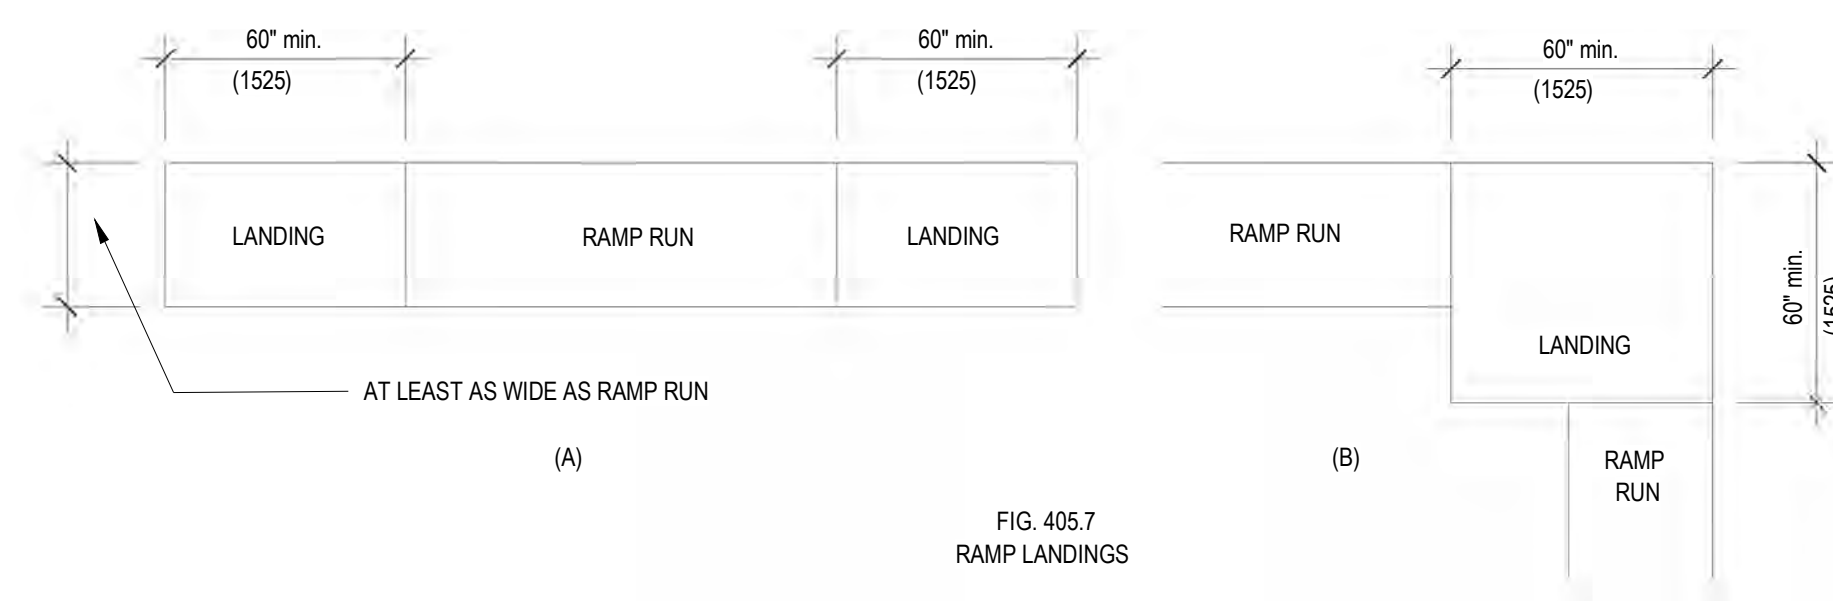 60" min.
(1525)
60" min.
(1525)
60" min.
(1525)
LANDING
RAMP RUN
LANDING
RAMP RUN
60" min.
LANDING
AT LEAST AS WIDE AS RAMP RUN
(A)
(B)
RAMP
RUN
FIG. 405.7
RAMP LANDINGS